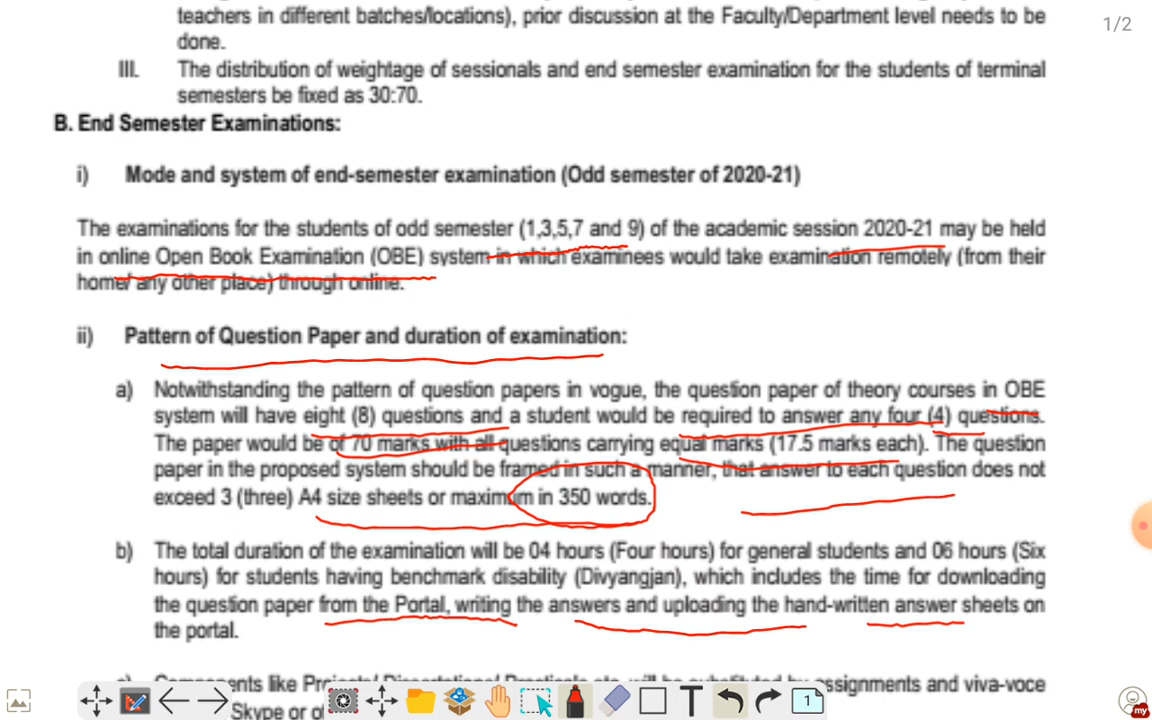 teachers in different batches/locations), prior discussion at the Faculty/Department level needs to be
done.
1/2
III. The distribution of weightage of sessionals and end semester examination for the students of terminal
semesters be fixed as 30:70.
B. End Semester Examinations:
i) Mode and system of end-semester examination (Odd semester of 2020-21)
The examinations for the students of odd semester (1,3,5,7 and 9) of the academic session 2020-21 may be held
in online Open Book Examination (OBE) system in which examinees would take examination remotely (from their
home/ any other place) through online.
ii) Pattern of Question Paper and duration of examination:
a) Notwithstanding the pattern of question papers in vogue, the question paper of theory courses in OBE
system will have eight (8) questions and a student would be required to answer any four (4) questions.
The paper would be of 70 marks with all questions carrying equal marks (17.5 marks each). The question
paper in the proposed system should be framed in such a manner, that answer to each question does not
exceed 3 (three) A4 size sheets or maximum in 350 words.
b) The total duration of the examination will be 04 hours (Four hours) for general students and 06 hours (Six
hours) for students having benchmark disability (Divyangjan), which includes the time for downloading
the question paper from the Portal, writing the answers and uploading the hand-written answer sheets on
the portal.
ssignments and viva-voce
Skype or
T
1
my